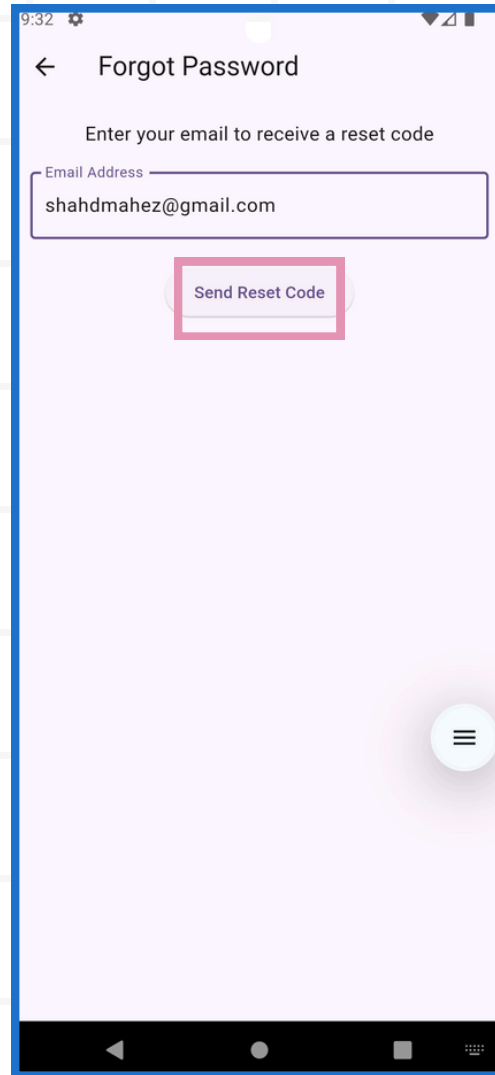 9:32
Forgot Password
Enter your email to receive a reset code
Email Address
shahdmahez@gmail.com
Send Reset Code